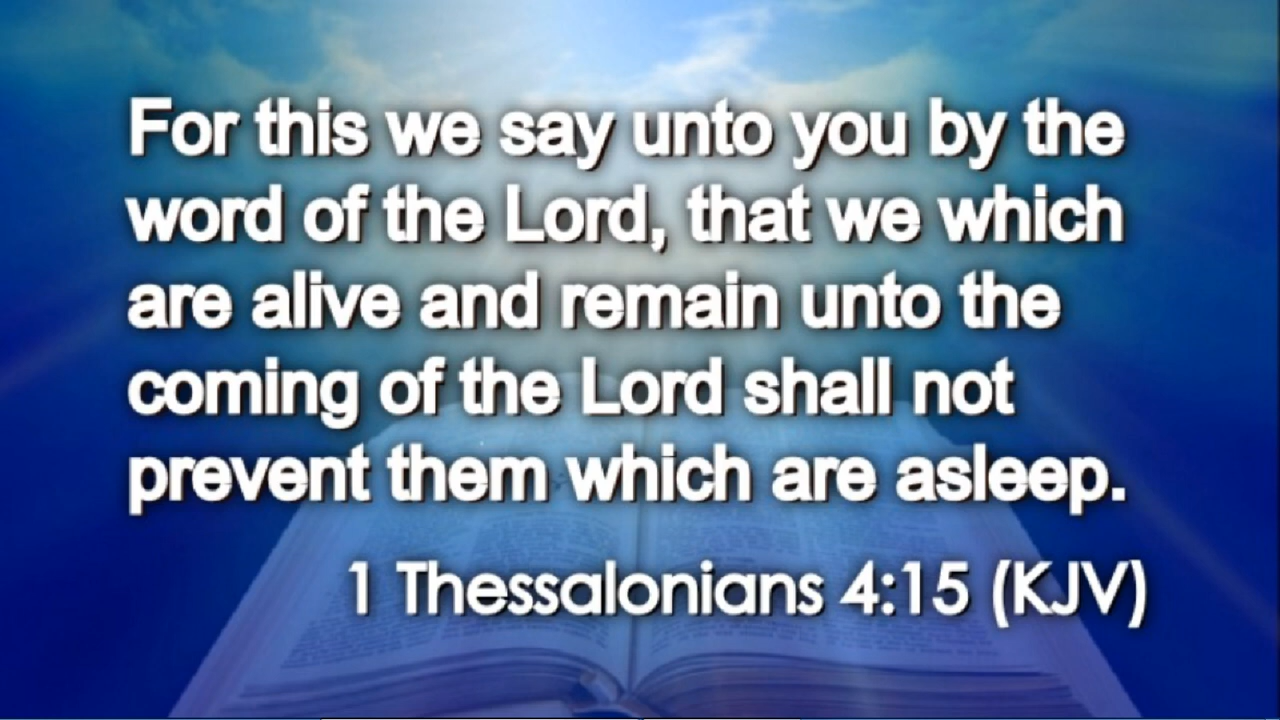 For this we say unto you by the
word of the Lord, that we which
are alive and remain unto the
coming of the Lord shall not
prevent them which are asleep.
1 Thessalonians 4:15 (KJV)